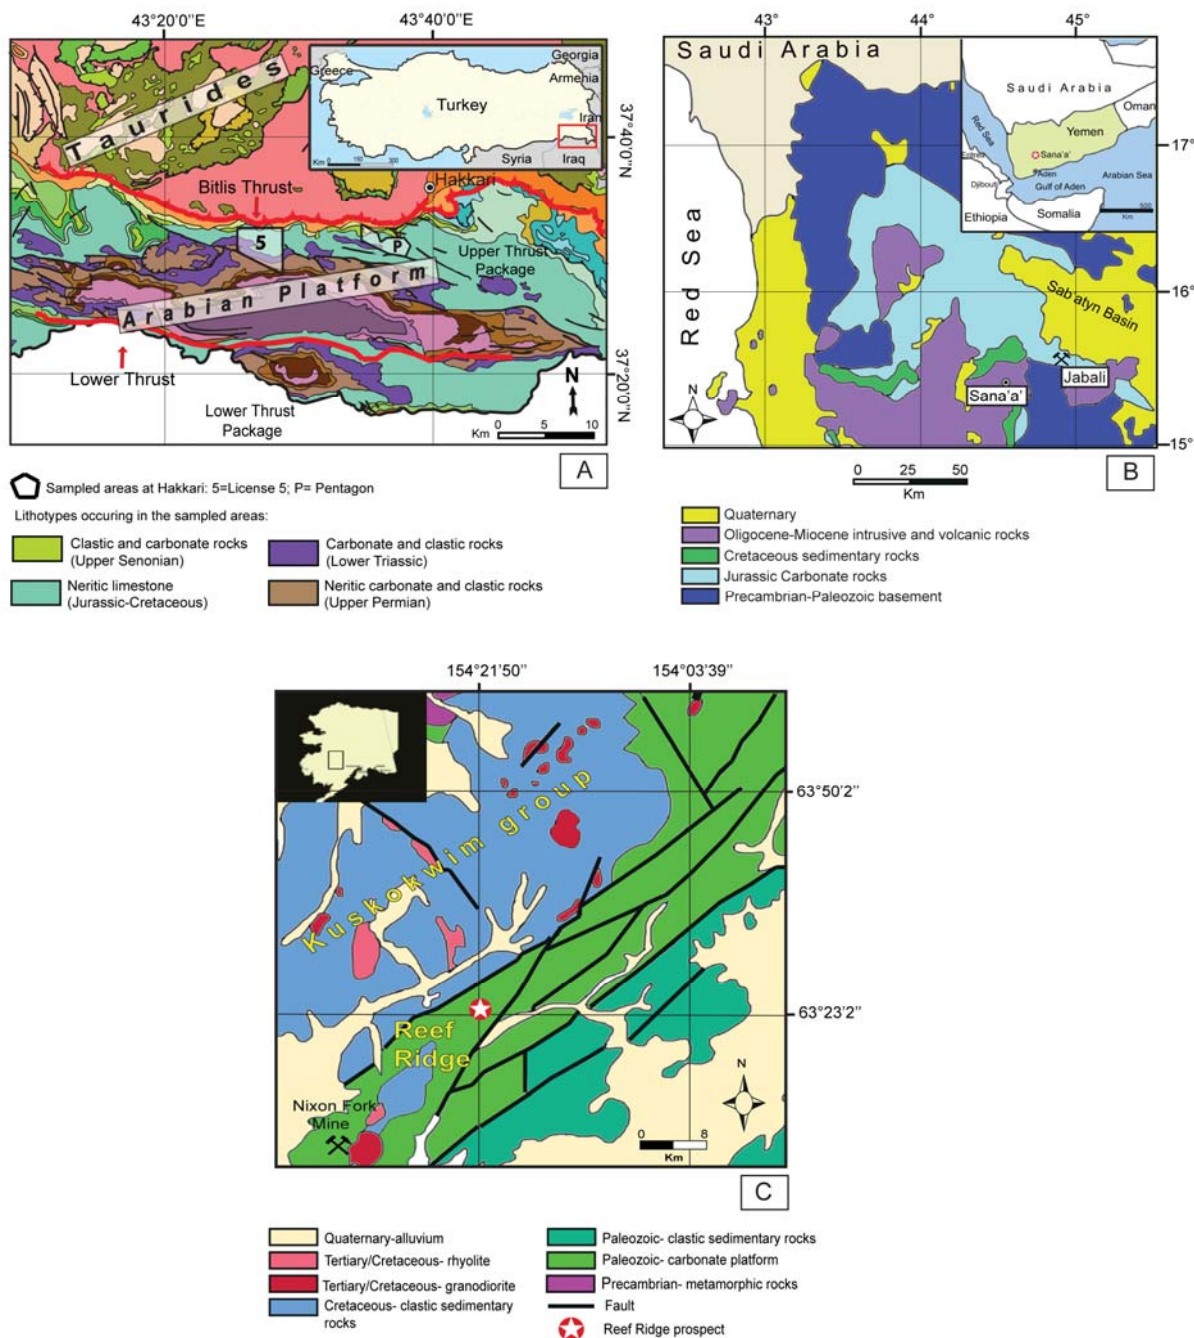 43°20'0''E
43°40'0''E
Taurides
Greece
Georgia
Armenia
Turkey
Iran
Syria
Iraq
Km 0 150 300
37°40'0''N
Bitlis Thrust
Hakkari
5
P
Upper Thrust
Package
Arabian Platform
Lower Thrust
37°20'0''N
N
Lower Thrust
Package
0 5 10
Km
A
Sampled areas at Hakkari: 5=License 5; P= Pentagon
Lithotypes occuring in the sampled areas:
Clastic and carbonate rocks
(Upper Senonian)
Carbonate and clastic rocks
(Lower Triassic)
Neritic limestone
(Jurassic-Cretaceous)
Neritic carbonate and clastic rocks
(Upper Permian)
43°
44°
45°
Saudi Arabia
Saudi Arabia
Oman
Red Sea
Yemen
Sana'a'
Eritrea
Aden
Arabian Sea
Djibouti
Gulf of Aden
Ethiopia
Somalia
500
Km
17°
Red Sea
16°
Sab'atyn Basin
Jabali
Sana'a'
N
15°
0 25 50
Km
B
Quaternary
Oligocene-Miocene intrusive and volcanic rocks
Cretaceous sedimentary rocks
Jurassic Carbonate rocks
Precambrian-Paleozoic basement
154°21'50''
154°03'39''
63°50'2''
Kuskokwim group
63°23'2''
Reef
Ridge
Nixon Fork
Mine
N
0 8
Km
C
Quaternary-alluvium
Tertiary/Cretaceous- rhyolite
Tertiary/Cretaceous- granodiorite
Cretaceous- clastic sedimentary
rocks
Paleozoic- clastic sedimentary rocks
Paleozoic- carbonate platform
Precambrian- metamorphic rocks
Fault
Reef Ridge prospect